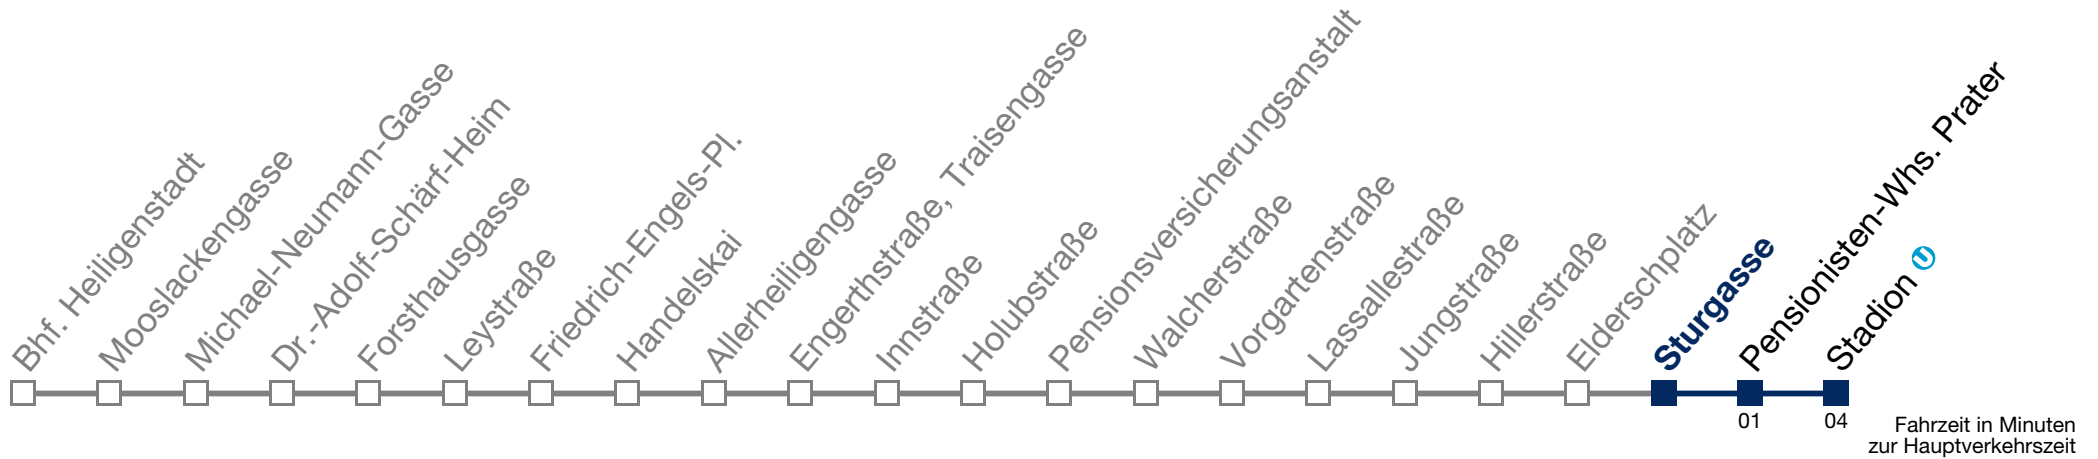 Bhf. Heiligenstadt
Mooslackengasse
Michael-Neumann-Gasse
Dr.-Adolf-Schärf-Heim
Forsthausgasse
Leystraße
Friedrich-Engels-Pl.
Handelskai
Allerheiligengasse
Engerthstraße, Traisengasse
Innstraße
Holubstraße
Pensionsversicherungsanstalt
Walcherstraße
Vorgartenstraße
Lassallestraße
Jungstraße
Hillerstraße
Elderschplatz
Sturgasse
Pensionisten-Whs. Prater
Stadion U
01
04
Fahrzeit in Minuten
zur Hauptverkehrszeit